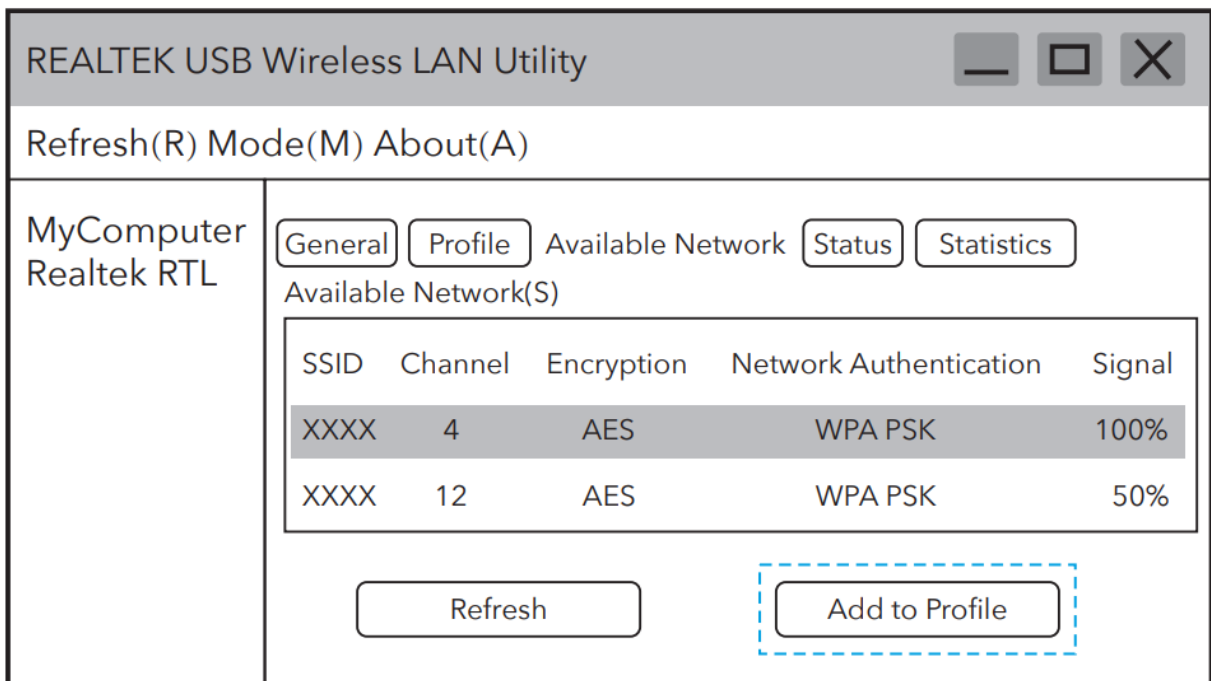 REALTEK USB Wireless LAN Utility
Refresh(R) Mode(M) About(A)
MyComputer
Realtek RTL
General Profile Available Network Status Statistics
Available Network(S)
SSID Channel Encryption Network Authentication Signal
XXXX 4 AES WPA PSK 100%
XXXX 12 AES WPA PSK 50%
Refresh Add to Profile